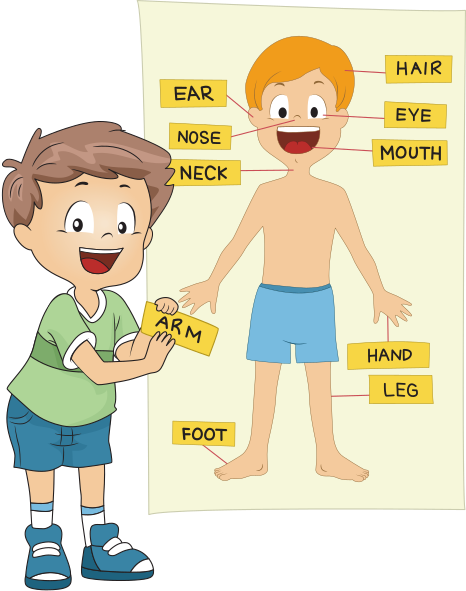 HAIR
EAR
EYE
NOSE
MOUTH
NECK
ARM
HAND
LEG
FOOT